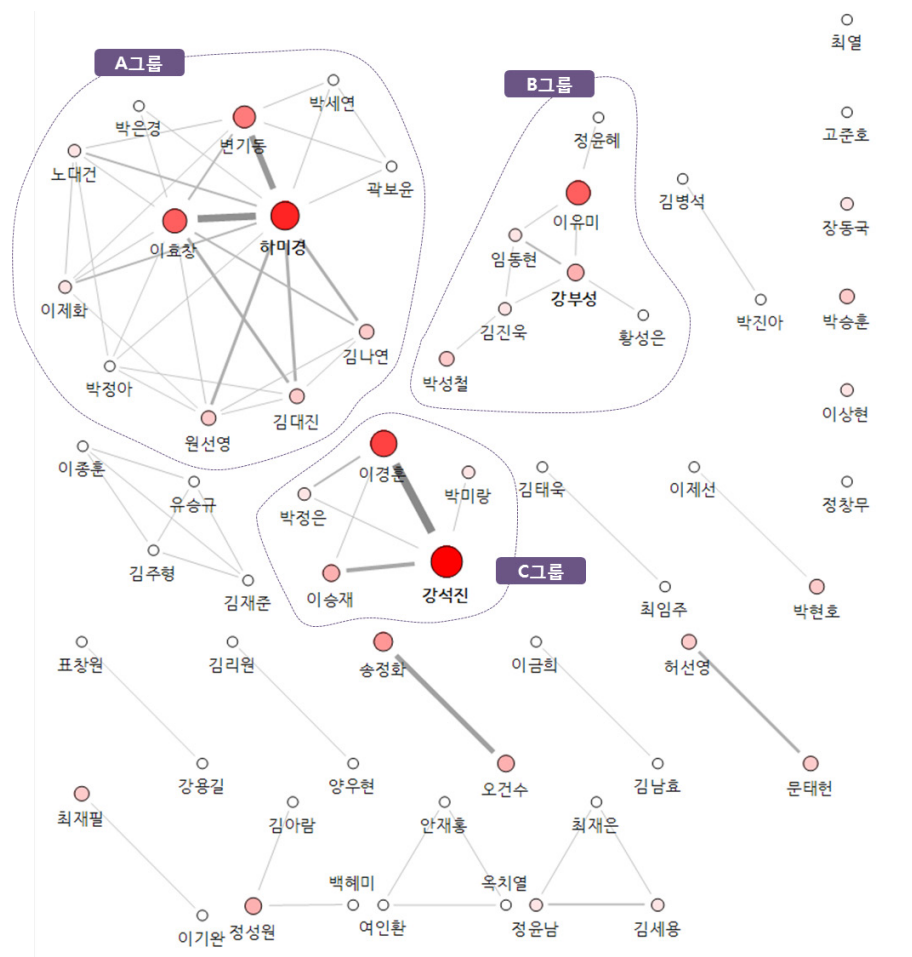 최열
A그룹
B그룹
박세연
박은경
고준호
정윤혜
변기동
노대건
곽보윤
김병석
이유미
장동국
이효창
하미경
임동현
강부성
이제화
박진아
박승훈
김진욱
황성은
김나연
박정아
박성철
이상현
김대진
원선영
이종훈
이경훈
유승규
박미랑
김태욱
이제선
정창무
박정은
김주형
C그룹
김재준
이승재
강석진
최임주
박현호
표창원
김리원
송정화
이금희
허선영
강용길
양우현
오건수
김남효
문태헌
최재필
김아람
안재홍
최재은
백혜미
옥치열
이기완
정성원
여인환
정윤남
김세용